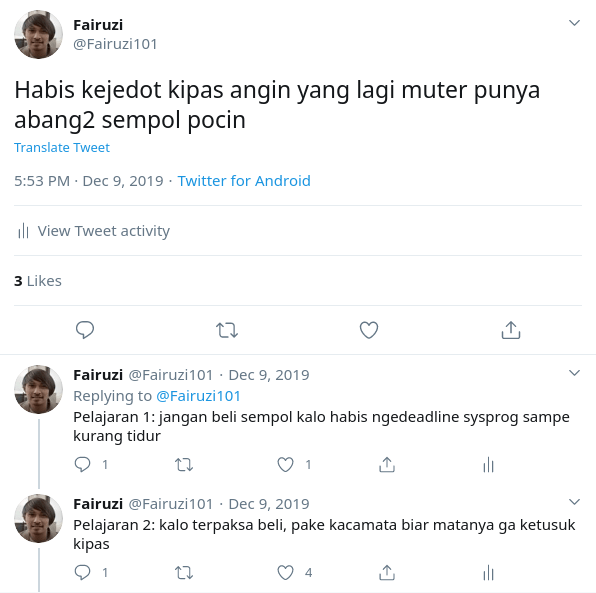 Fairuzi
@Fairuzi101
Habis kejedot kipas angin yang lagi muter punya
abang2 sempol pocin
Translate Tweet
5:53 PM · Dec 9, 2019 · Twitter for Android
View Tweet activity
3 Likes
Fairuzi @Fairuzi101 · Dec 9, 2019
Replying to @Fairuzi101
Pelajaran 1: jangan beli sempol kalo habis ngedeadline sysprog sampe
kurang tidur
1 1
Fairuzi @Fairuzi101 · Dec 9, 2019
Pelajaran 2: kalo terpaksa beli, pake kacamata biar matanya ga ketusuk
kipas
1 4